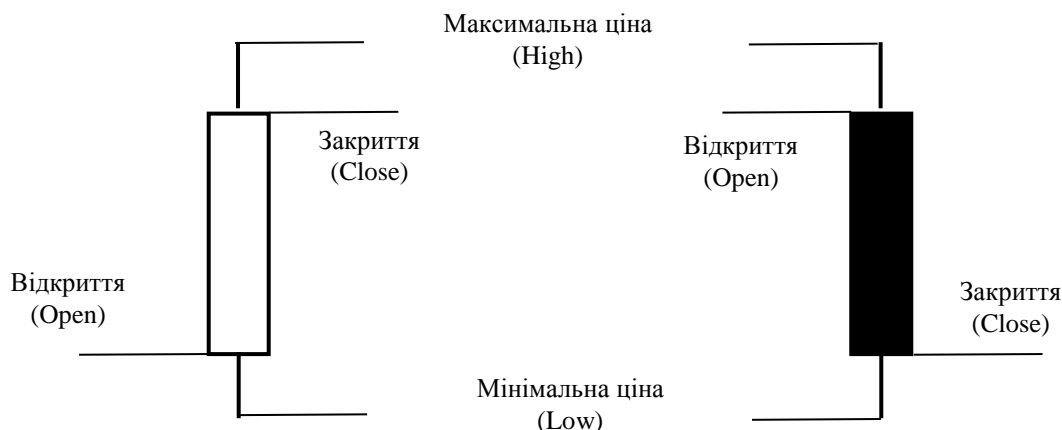 Максимальна ціна
(High)
Закриття
(Close)
Відкриття
(Open)
Відкриття
(Open)
Закриття
(Close)
Мінімальна ціна
(Low)